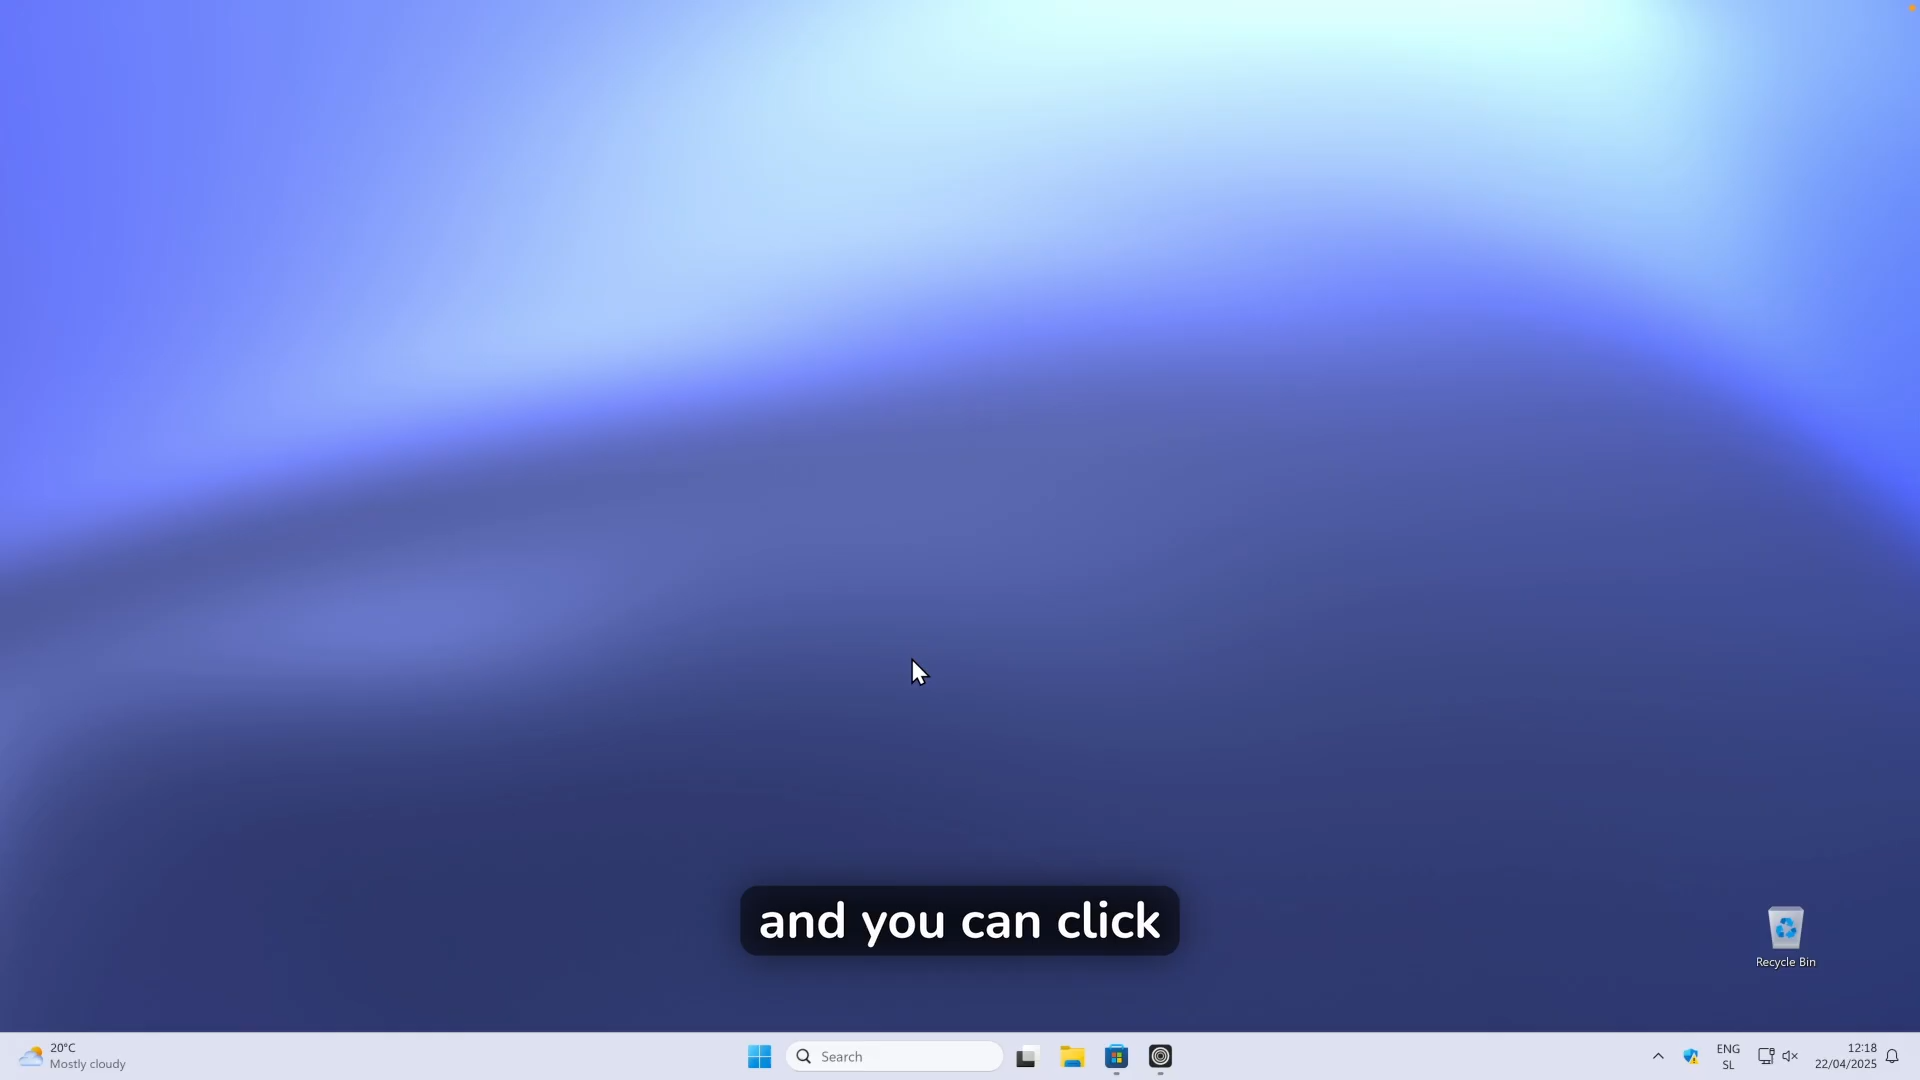 and you can click
Recycle Bin
20°C
Mostly cloudy
Search
ENG
SL
12:18
22/04/2025